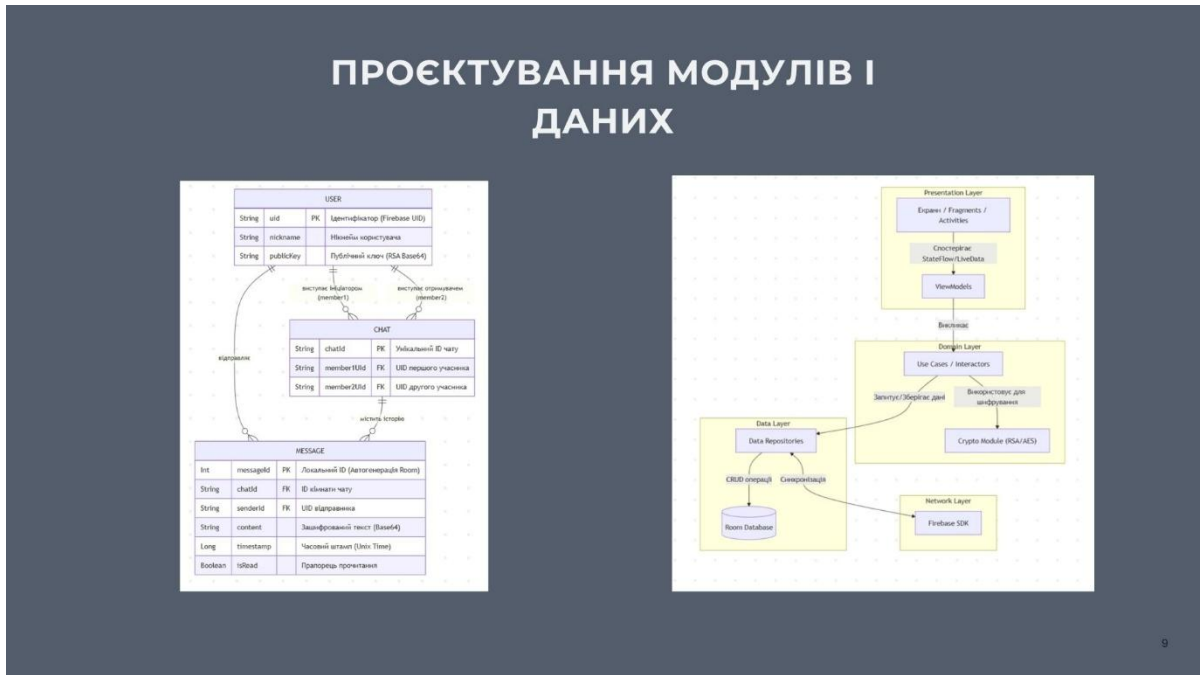 ПРОЄКТУВАННЯ МОДУЛІВ І
ДАНИХ
USER
String uid PK Ідентифікатор (Firebase UID)
String nickname Нікнейм користувача
String publicKey Публічний ключ (RSA Base64)
виступає ініціатором
(member1)
виступає отримувачем
(member2)
CHAT
String chatId PK Унікальний ID чату
String member1Uid FK UID першого учасника
String member2Uid FK UID другого учасника
відправляє
містить історію
MESSAGE
Int messageId PK Локальний ID (Автогенерація Room)
String chatId FK ID кімнати чату
String senderId FK UID відправника
String content Зашифрований текст (Base64)
Long timestamp Часовий штамп (Unix Time)
Boolean isRead Прапорець прочитання
Presentation Layer
Екрани / Fragments /
Activities
Спостерігає
StateFlow/LiveData
ViewModels
Викликає
Domain Layer
Use Cases / Interactors
Запитує/Зберігає дані
Використовує для
шифрування
Crypto Module (RSA/AES)
Data Layer
Data Repositories
CRUD операції
Синхронізація
Room Database
Network Layer
Firebase SDK
9